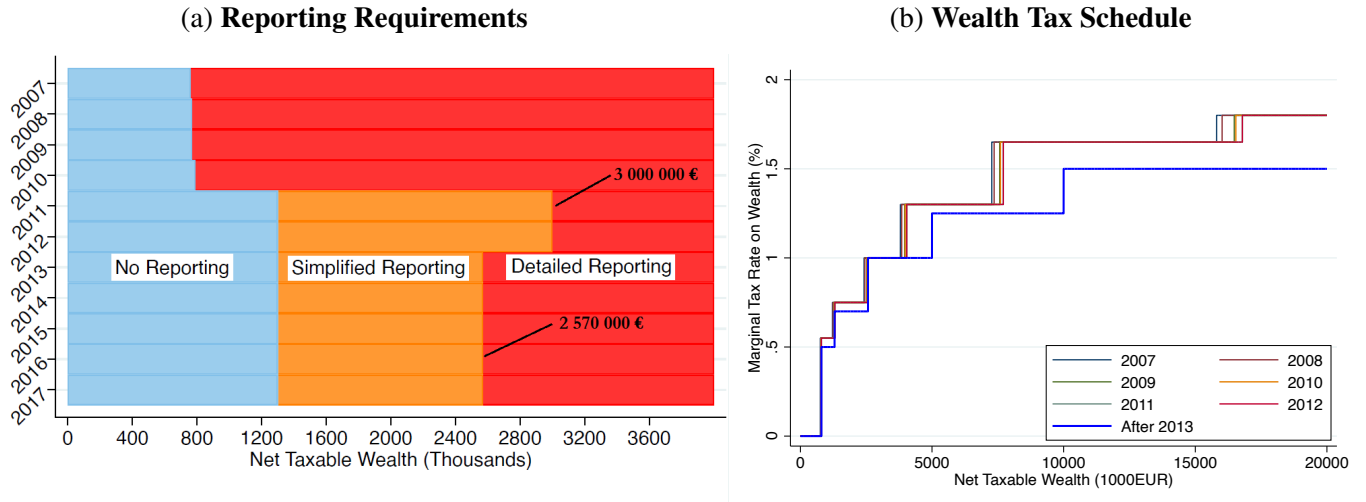 (a) Reporting Requirements
2007
2008
2009
2010
2011
2012
2013
2014
2015
2016
2017
3 000 000 €
No Reporting
Simplified Reporting
Detailed Reporting
2 570 000 €
0 400 800 1200 1600 2000 2400 2800 3200 3600
Net Taxable Wealth (Thousands)
(b) Wealth Tax Schedule
Marginal Tax Rate on Wealth (%)
2
1.5
1
.5
0
2007 2008
2009 2010
2011 2012
After 2013
0 5000 10000 15000 20000
Net Taxable Wealth (1000EUR)